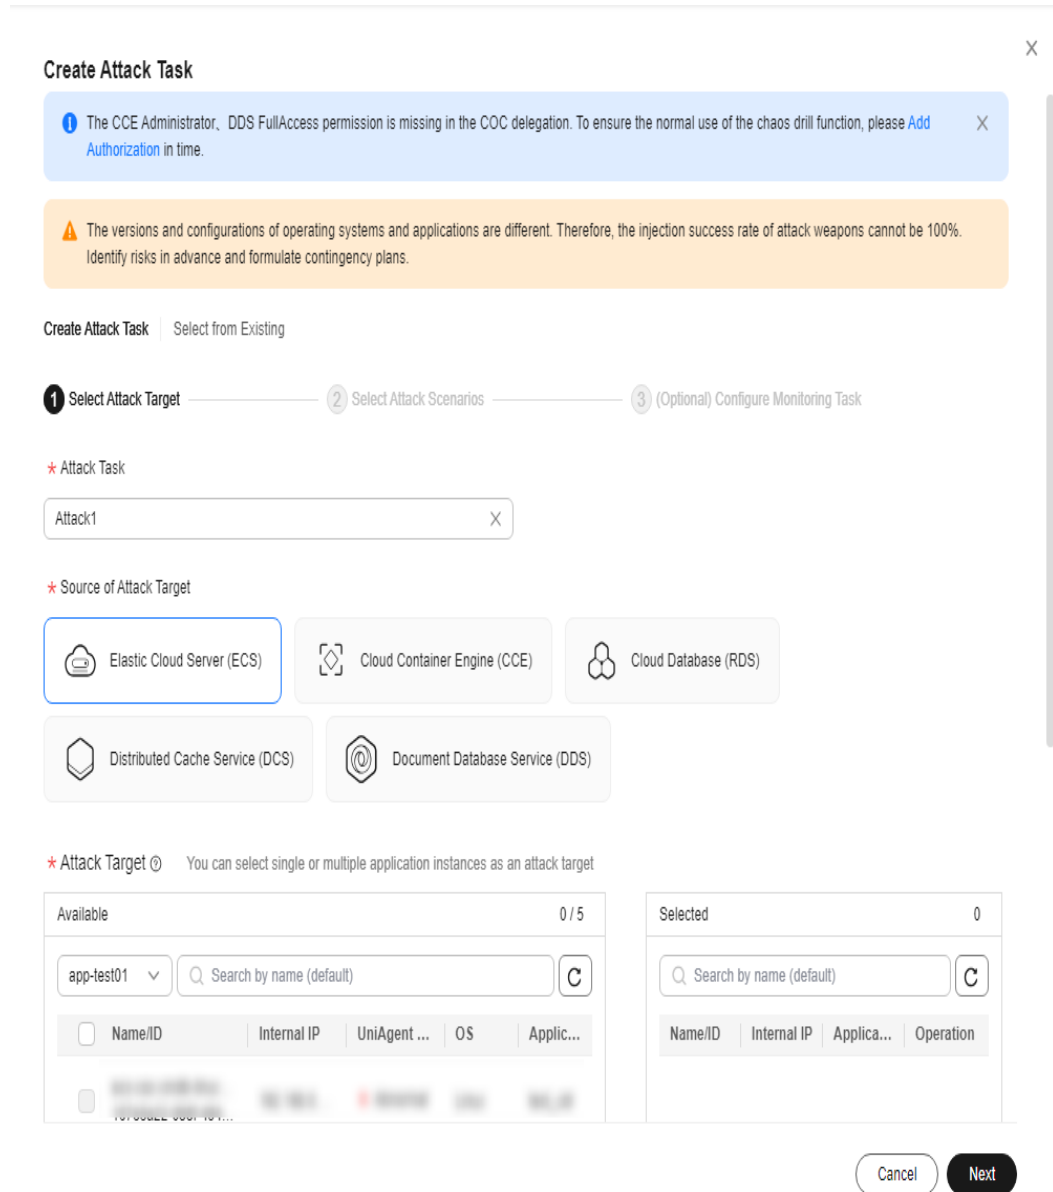 Create Attack Task
The CCE Administrator、DDS FullAccess permission is missing in the COC delegation. To ensure the normal use of the chaos drill function, please Add
Authorization in time.
The versions and configurations of operating systems and applications are different. Therefore, the injection success rate of attack weapons cannot be 100%.
Identify risks in advance and formulate contingency plans.
Create Attack Task Select from Existing
1 Select Attack Target 2 Select Attack Scenarios 3 (Optional) Configure Monitoring Task
* Attack Task
Attack1
* Source of Attack Target
Elastic Cloud Server (ECS) Cloud Container Engine (CCE) Cloud Database (RDS)
Distributed Cache Service (DCS) Document Database Service (DDS)
* Attack Target You can select single or multiple application instances as an attack target
Available 0 / 5 Selected 0
app-test01 Search by name (default) Search by name (default)
Name/ID Internal IP UniAgent ... OS Applic... Name/ID Internal IP Applica... Operation
Cancel Next